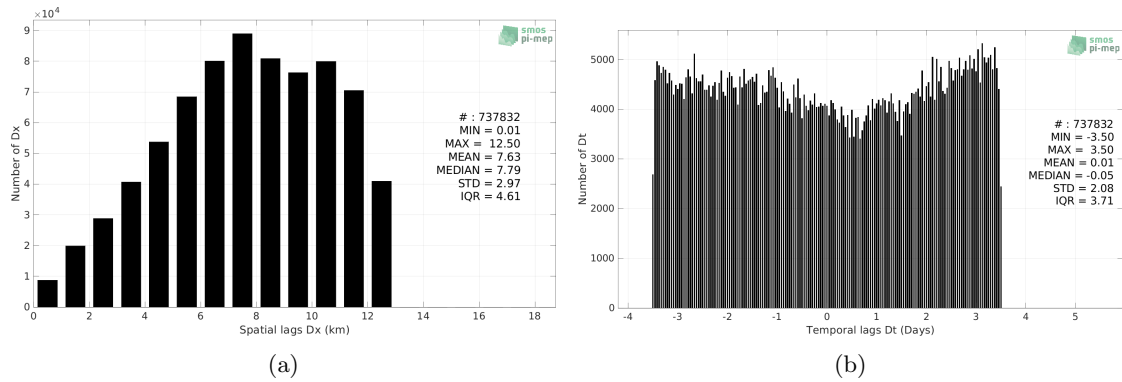 ×10⁴
9
8
7
6
5
4
3
2
1
0
Number of Dx
0 2 4 6 8 10 12 14 16 18
Spatial lags Dx (km)
smos
pi-mep
# : 737832
MIN = 0.01
MAX = 12.50
MEAN = 7.63
MEDIAN = 7.79
STD = 2.97
IQR = 4.61
(a)
5000
4000
3000
2000
1000
0
Number of Dt
-4 -3 -2 -1 0 1 2 3 4 5
Temporal lags Dt (Days)
smos
pi-mep
# : 737832
MIN = -3.50
MAX = 3.50
MEAN = 0.01
MEDIAN = -0.05
STD = 2.08
IQR = 3.71
(b)